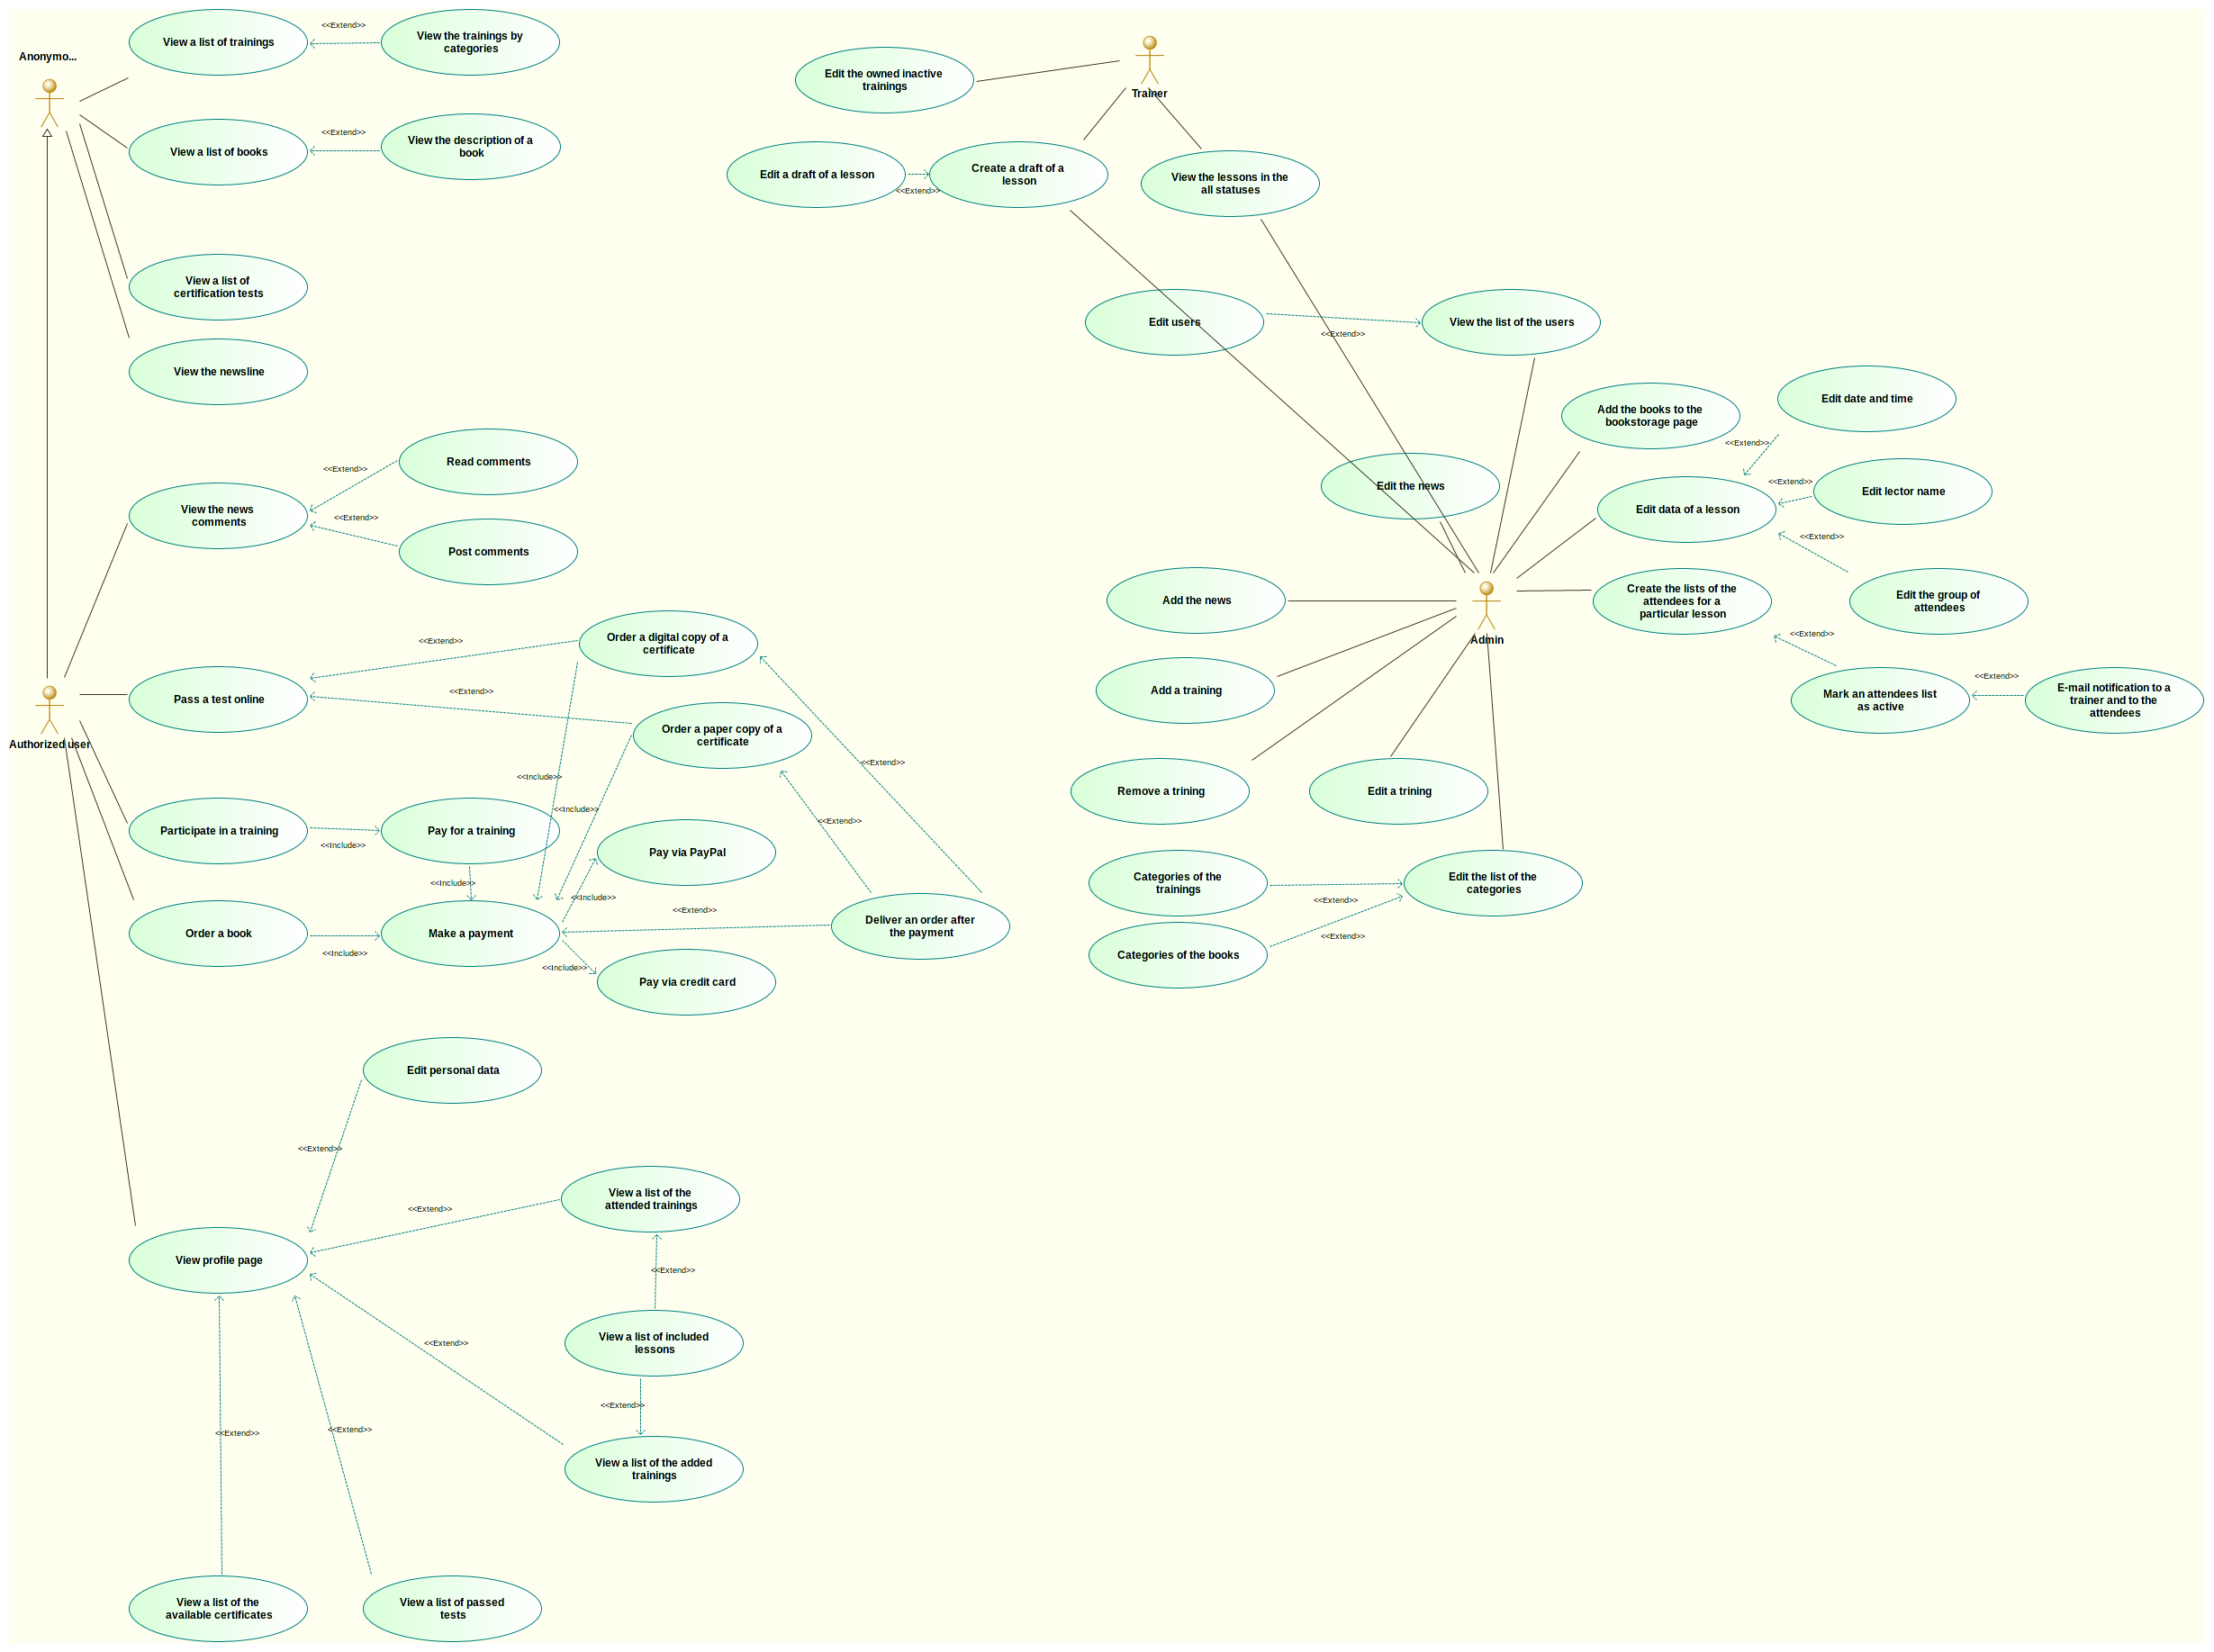 Anonymo...
View a list of trainings
<<Extend>>
View the trainings by
categories
View a list of books
<<Extend>>
View the description of a
book
View a list of
certification tests
View the newsline
View the news
comments
<<Extend>>
Read comments
<<Extend>>
Post comments
Authorized user
Pass a test online
<<Extend>>
Order a digital copy of a
certificate
<<Extend>>
Order a paper copy of a
certificate
<<Include>>
<<Include>>
<<Extend>>
<<Extend>>
Participate in a training
<<Include>>
Pay for a training
<<Include>>
Pay via PayPal
<<Include>>
Order a book
<<Include>>
Make a payment
<<Extend>>
Deliver an order after
the payment
<<Include>>
Pay via credit card
Edit personal data
<<Extend>>
View a list of the
attended trainings
<<Extend>>
View profile page
<<Extend>>
View a list of included
lessons
<<Extend>>
<<Extend>>
View a list of the added
trainings
<<Extend>>
<<Extend>>
View a list of the
available certificates
View a list of passed
tests
Trainer
Edit the owned inactive
trainings
Edit a draft of a lesson
<<Extend>>
Create a draft of a
lesson
View the lessons in the
all statuses
Edit users
<<Extend>>
View the list of the users
Add the books to the
bookstorage page
Edit date and time
<<Extend>>
Edit the news
Edit data of a lesson
<<Extend>>
Edit lector name
<<Extend>>
Edit the group of
attendees
Add the news
Admin
Create the lists of the
attendees for a
particular lesson
<<Extend>>
Mark an attendees list
as active
<<Extend>>
E-mail notification to a
trainer and to the
attendees
Add a training
Remove a trining
Edit a trining
Categories of the
trainings
<<Extend>>
Edit the list of the
categories
Categories of the books
<<Extend>>